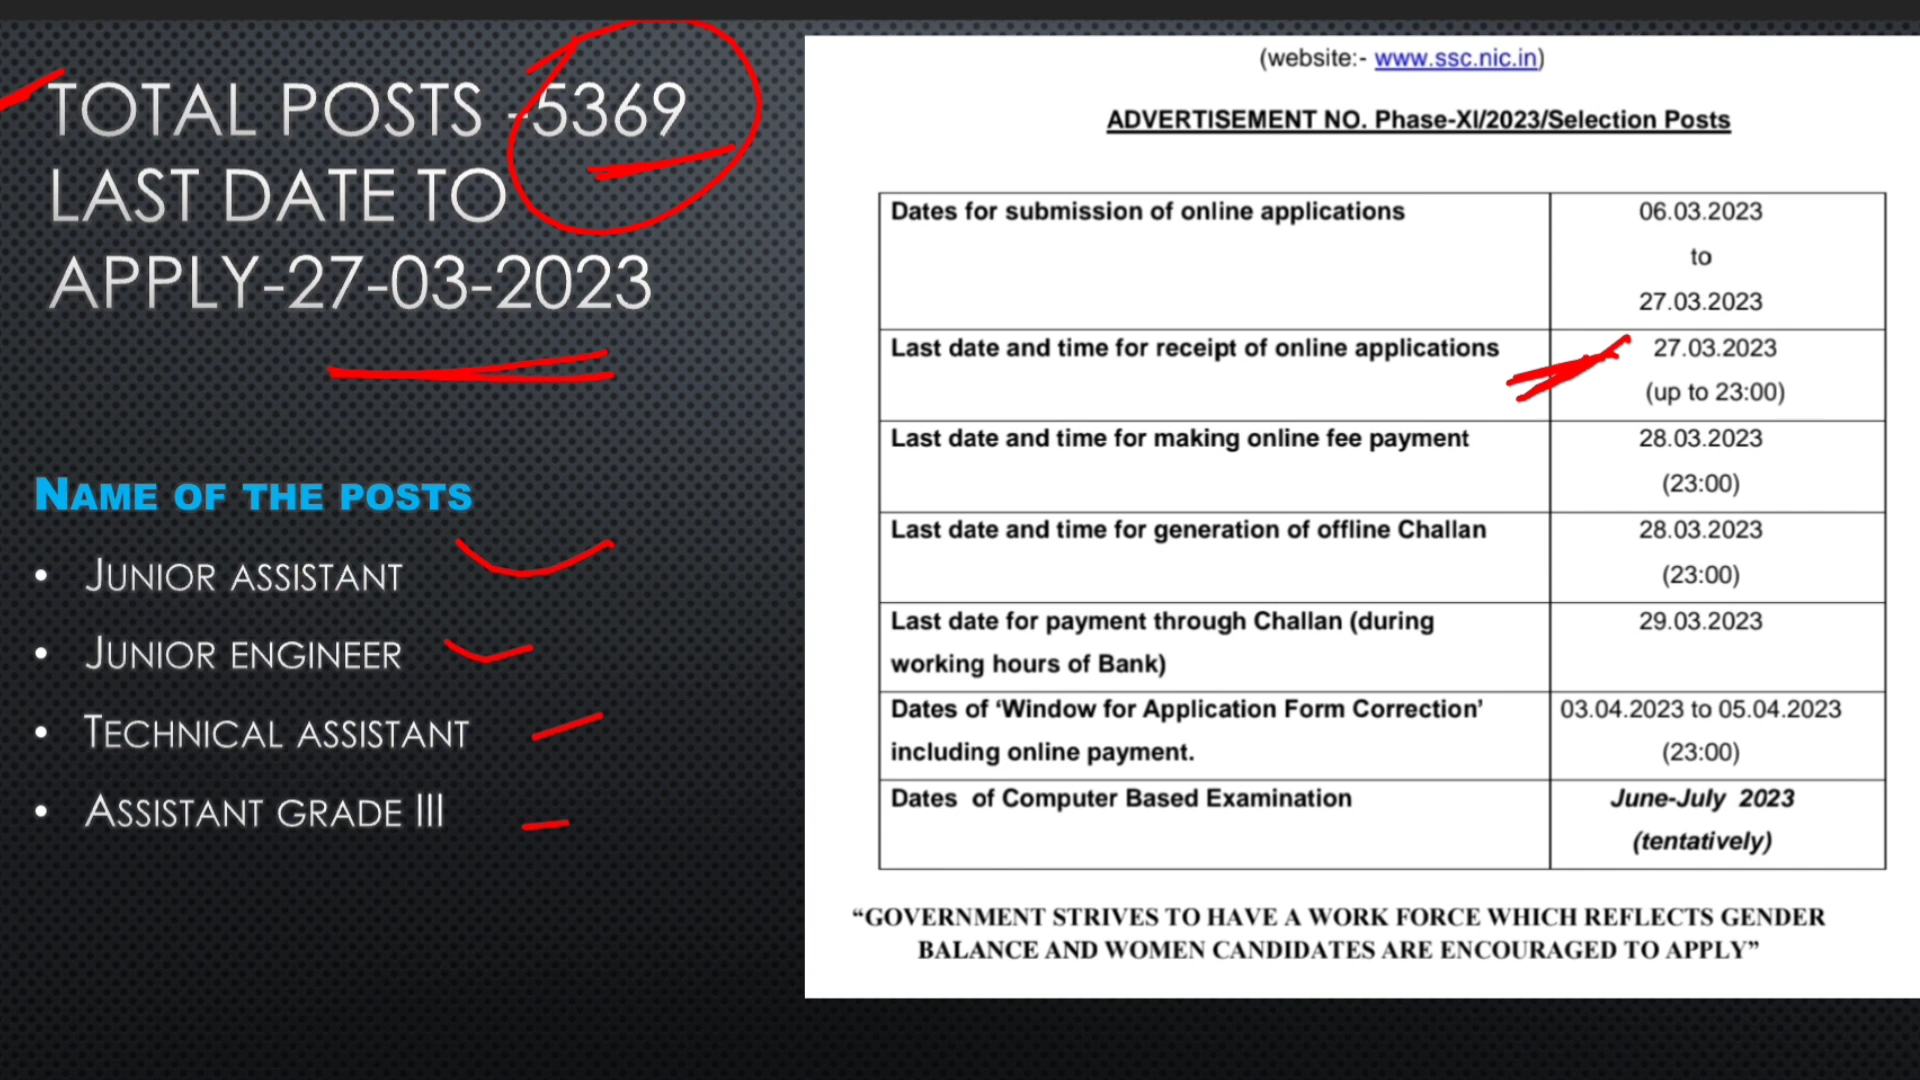 TOTAL POSTS -5369
LAST DATE TO
APPLY-27-03-2023
NAME OF THE POSTS
• JUNIOR ASSISTANT
• JUNIOR ENGINEER
• TECHNICAL ASSISTANT
• ASSISTANT GRADE III
(website:- www.ssc.nic.in)
ADVERTISEMENT NO. Phase-XI/2023/Selection Posts
Dates for submission of online applications
06.03.2023
to
27.03.2023
Last date and time for receipt of online applications
27.03.2023
(up to 23:00)
Last date and time for making online fee payment
28.03.2023
(23:00)
Last date and time for generation of offline Challan
28.03.2023
(23:00)
Last date for payment through Challan (during
working hours of Bank)
29.03.2023
Dates of ‘Window for Application Form Correction’
including online payment.
03.04.2023 to 05.04.2023
(23:00)
Dates of Computer Based Examination
June-July 2023
(tentatively)
“GOVERNMENT STRIVES TO HAVE A WORK FORCE WHICH REFLECTS GENDER
BALANCE AND WOMEN CANDIDATES ARE ENCOURAGED TO APPLY”